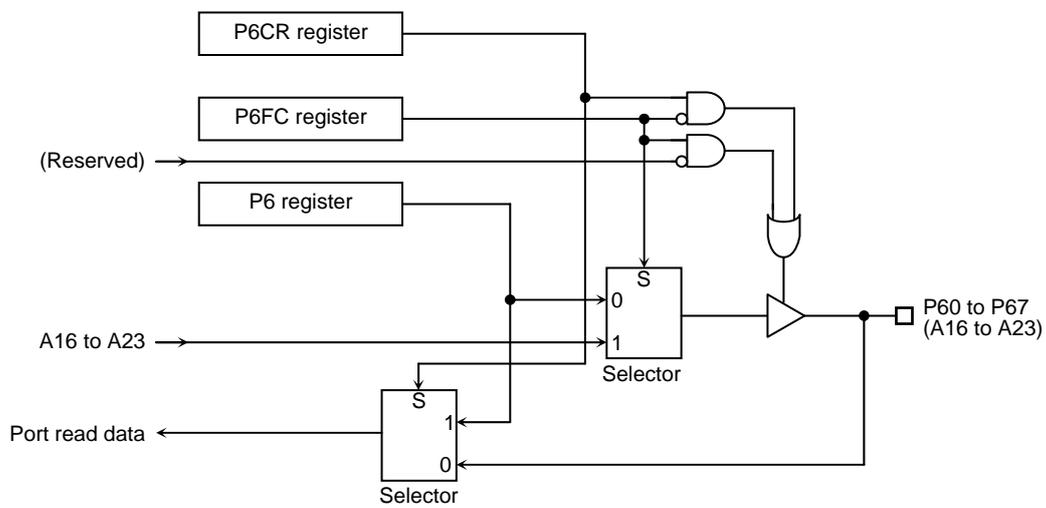 P6CR register
P6FC register
(Reserved)
P6 register
S
0
P60 to P67
(A16 to A23)
A16 to A23
1
Selector
S
1
Port read data
0
Selector